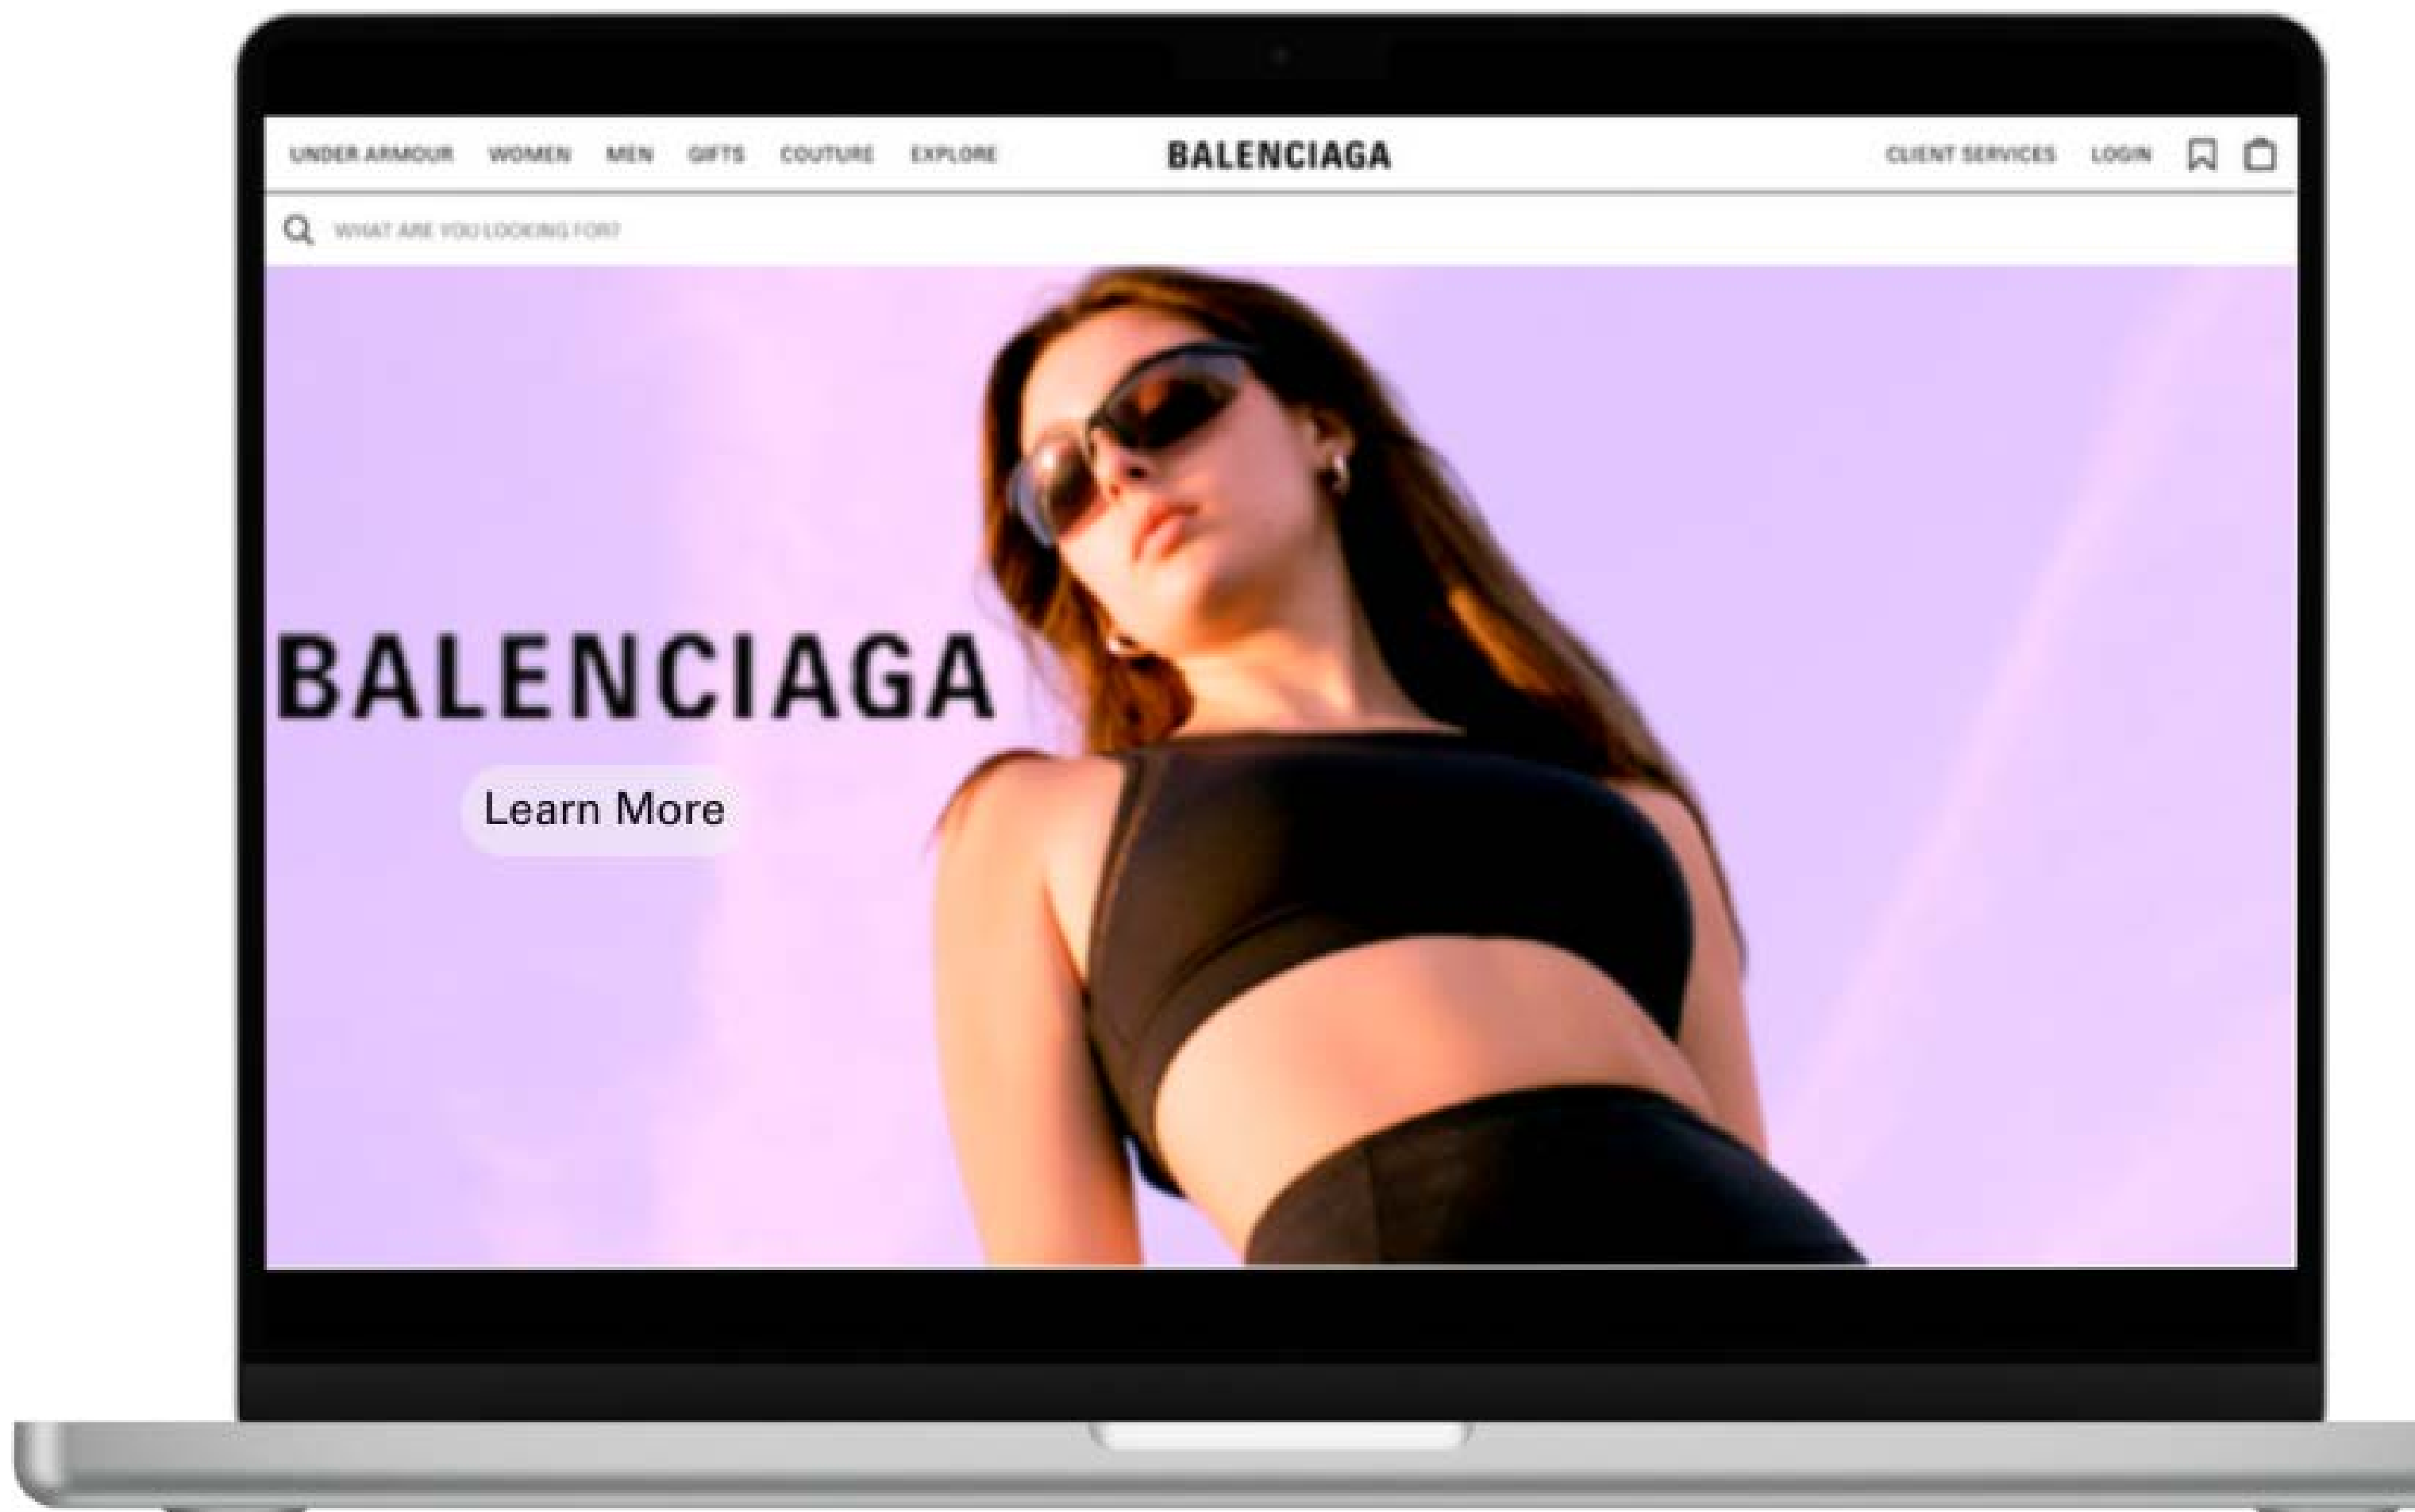 UNDER ARMOUR WOMEN MEN GIFTS COUTURE EXPLORE BALENCIAGA CLIENT SERVICES LOGIN
WHAT ARE YOU LOOKING FOR?
BALENCIAGA
Learn More